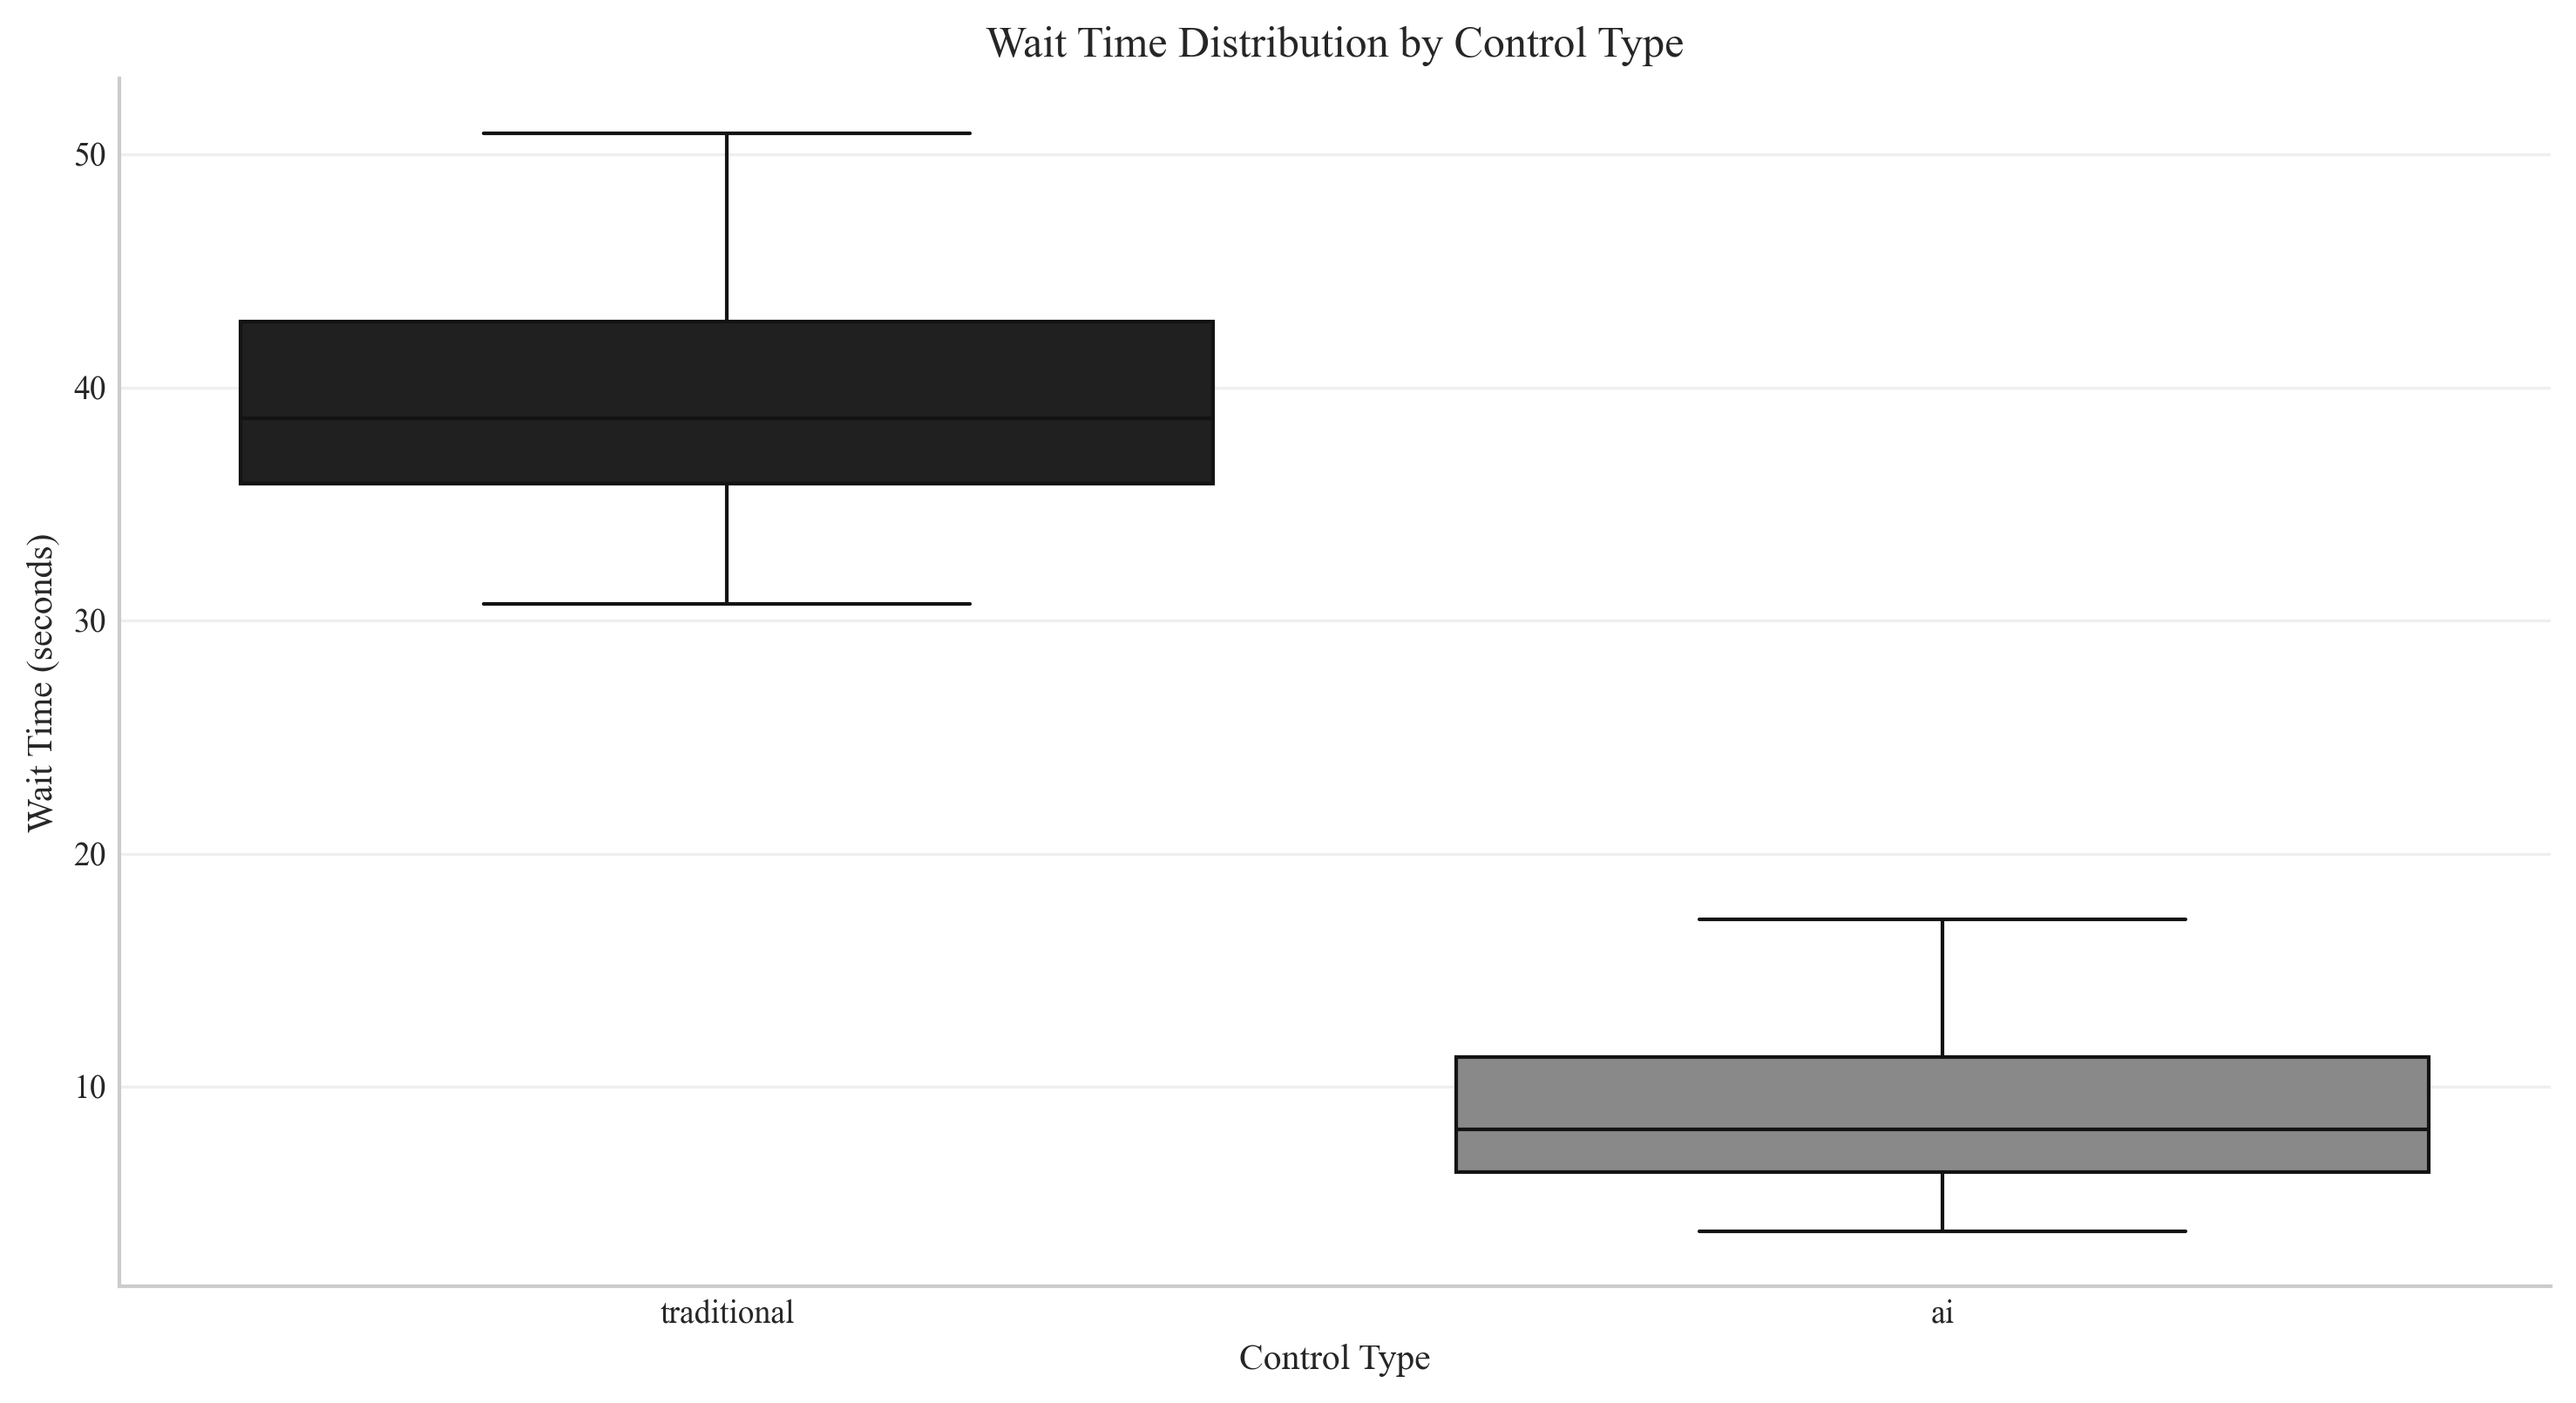 Wait Time Distribution by Control Type
50
40
30
20
10
Wait Time (seconds)
traditional
ai
Control Type